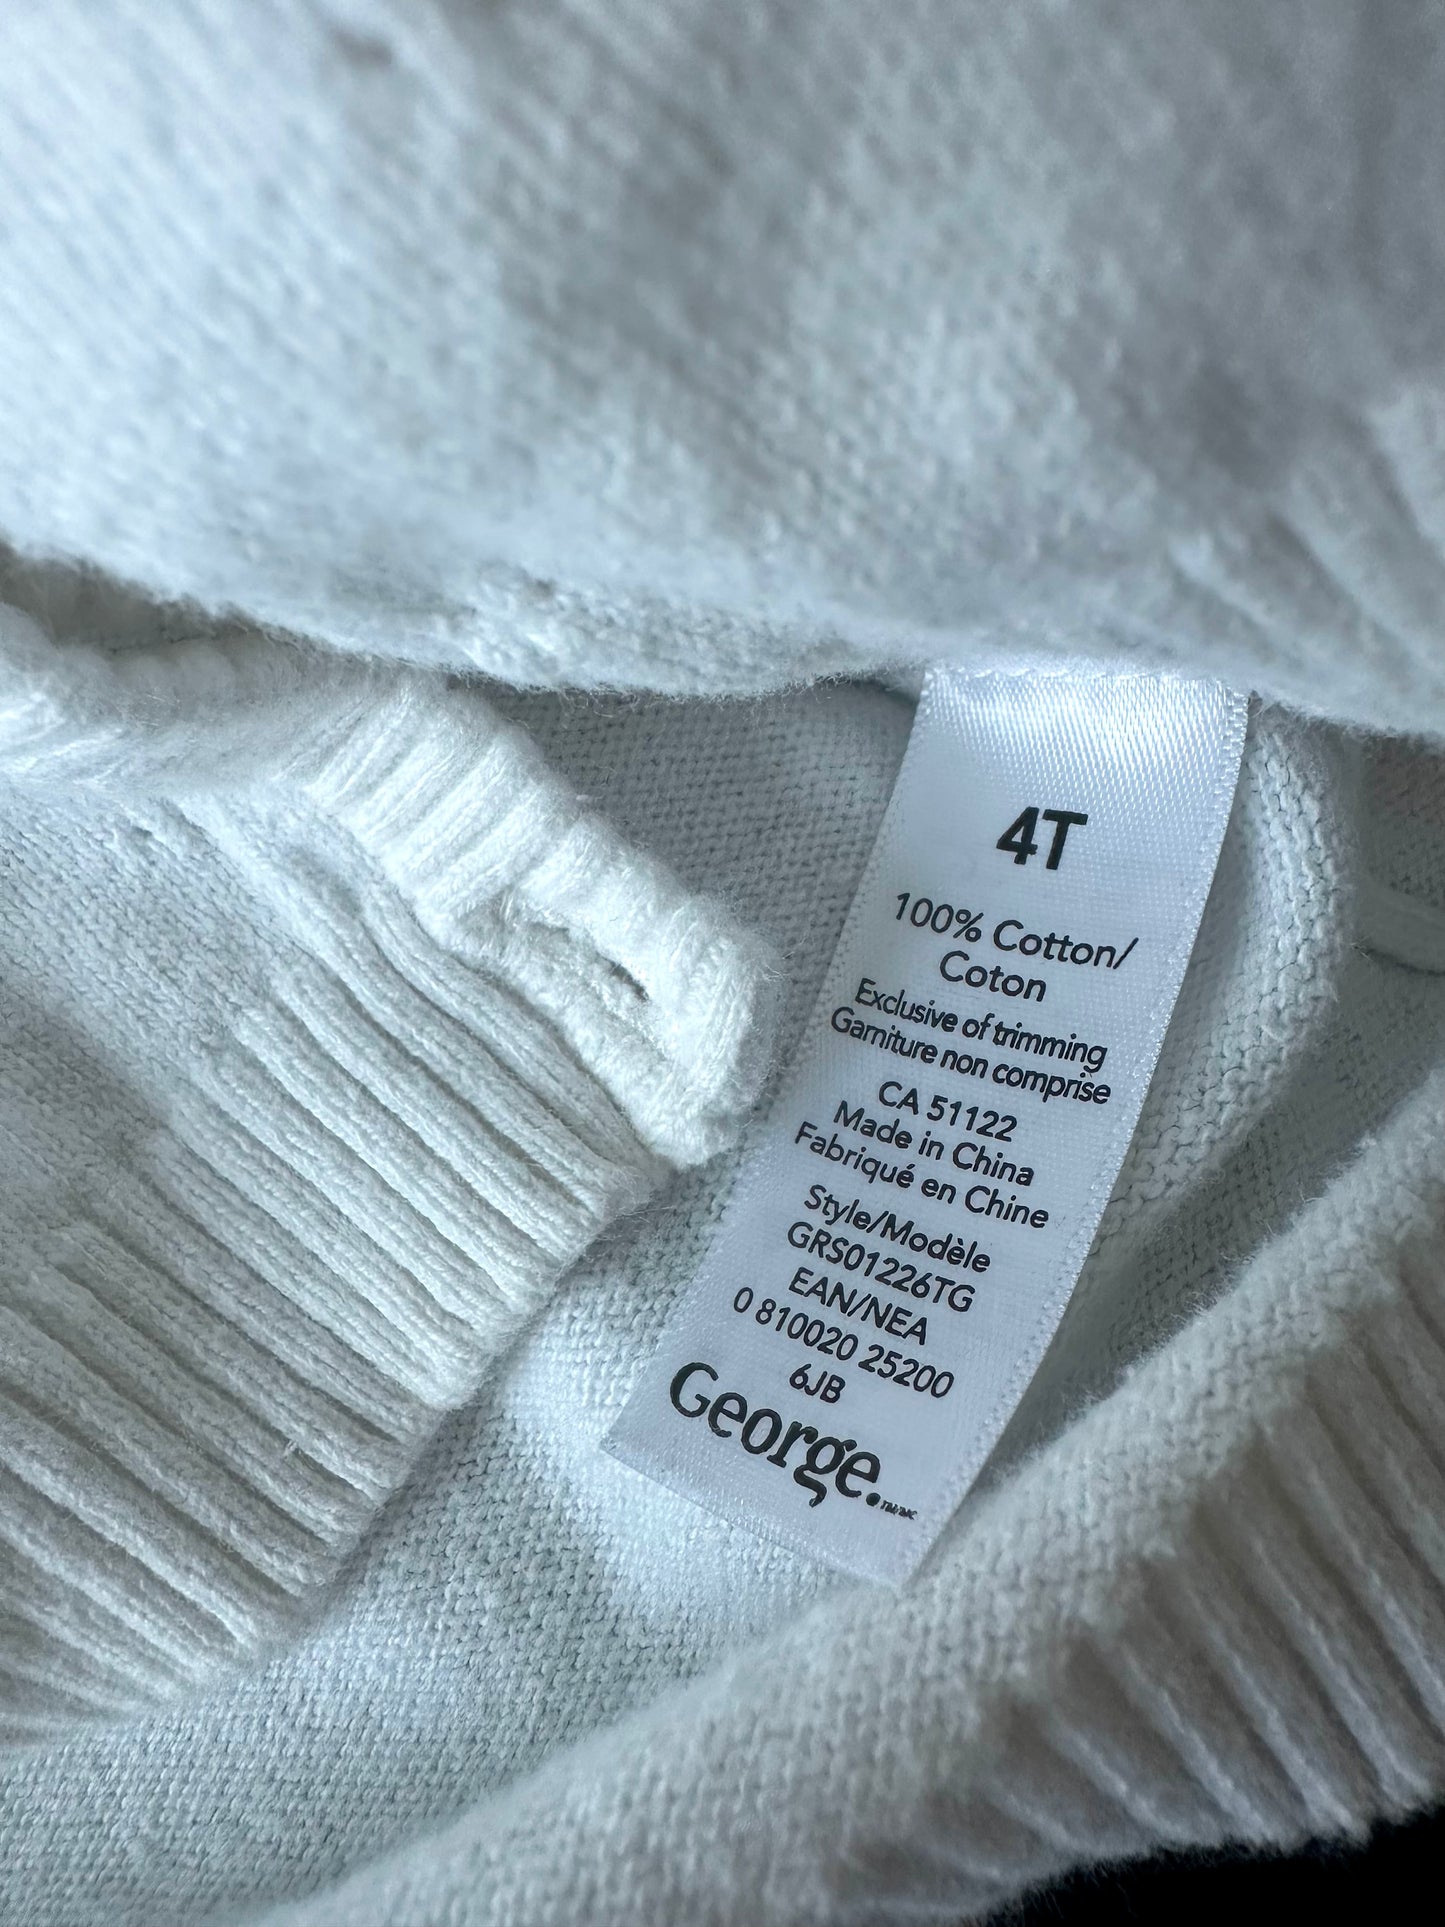 4T
100% Cotton/
Coton
Exclusive of trimming
Garniture non comprise
CA 51122
Made in China
Fabriqué en Chine
Style/Modèle
GRS01226TG
EAN/NEA
0 810020 25200
6JB
George.